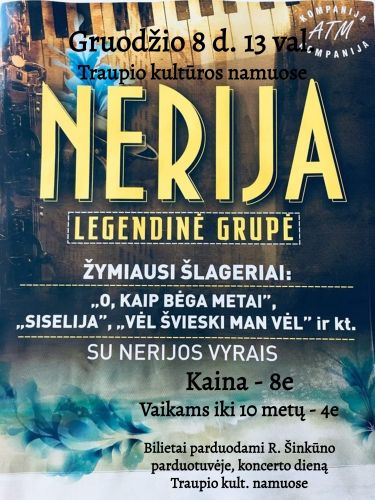 Gruodžio 8 d. 13 val.
Traupio kultūros namuose
KOMPANIJA
ATM
KOMPANIJA
NERIJA
LEGENDINĖ GRUPĖ
ŽYMIAUSI ŠLAGERIAI:
„O, KAIP BĖGA METAI”,
„SISELIJA”, „VĖL ŠVIESKI MAN VĖL” ir kt.
SU NERIJOS VYRAIS
Kaina - 8e
Vaikams iki 10 metų - 4e
Bilietai parduodami R. Šinkūno
parduotuvėje, koncerto dieną
Traupio kult. namuose